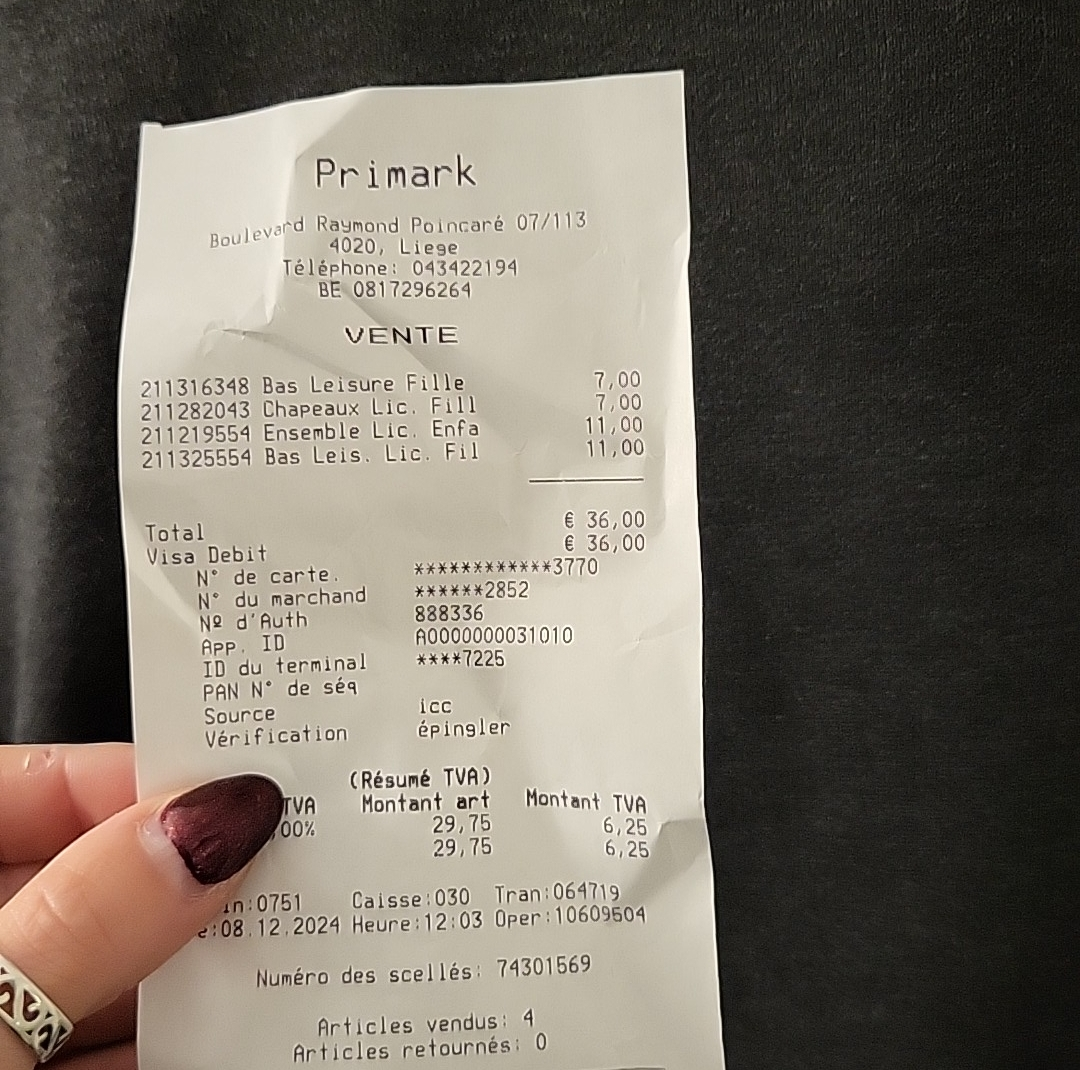 Primark
Boulevard Raymond Poincaré 07/113
4020, Liege
Téléphone: 043422194
BE 0817296264
VENTE
211316348 Bas Leisure Fille 7,00
211282043 Chapeaux Lic. Fill 7,00
211219554 Ensemble Lic. Enfa 11,00
211325554 Bas Leis. Lic. Fil 11,00
Total € 36,00
Visa Debit € 36,00
N° de carte. ************3770
N° du marchand ******2852
Nº d'Auth 888336
App. ID A0000000031010
ID du terminal ****7225
PAN N° de séq
Source icc
Vérification épingler
(Résumé TVA)
TVA Montant art Montant TVA
00% 29,75 6,25
29,75 6,25
in:0751 Caisse:030 Tran:064719
e:08.12.2024 Heure:12:03 Oper:10609504
Numéro des scellés: 74301569
Articles vendus: 4
Articles retournés: 0